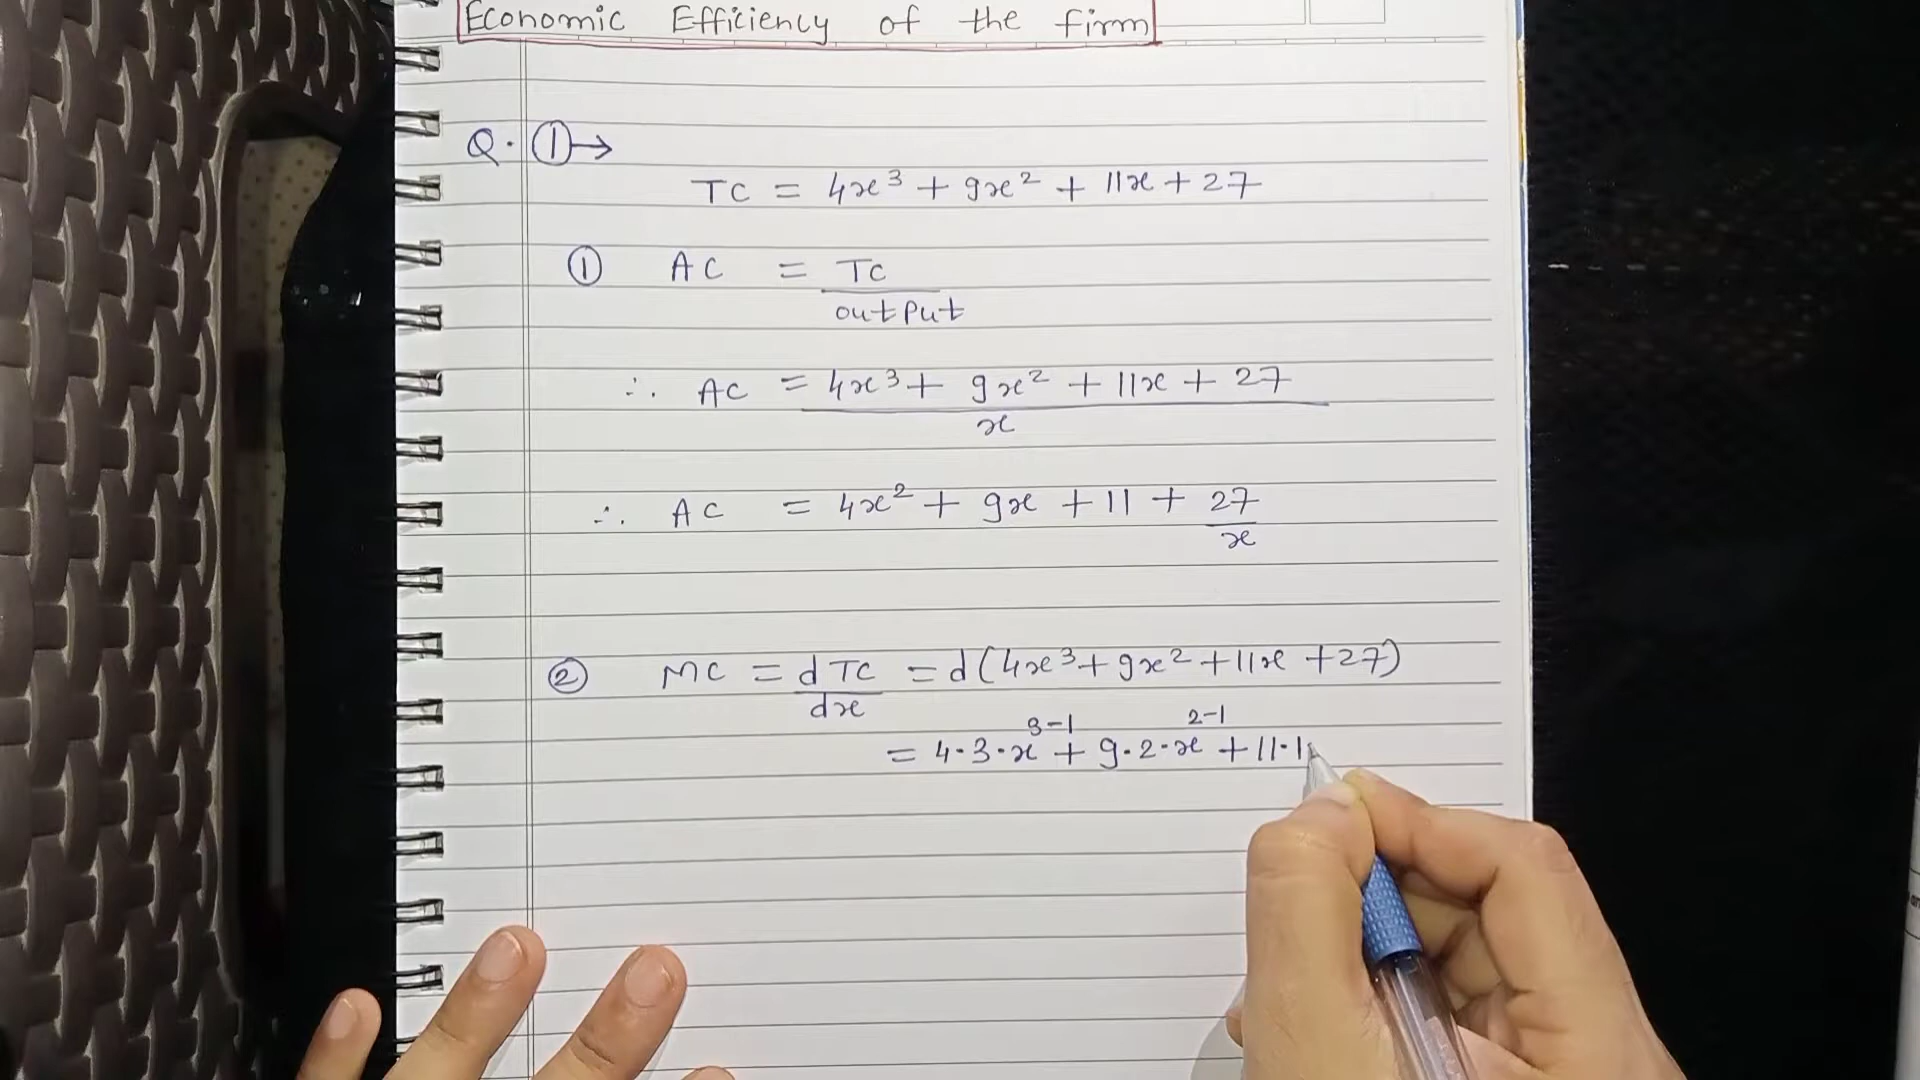 Economic Efficiency of the firm
Q. ① →
TC = 4x³ + 9x² + 11x + 27
① AC = TC
output
∴ AC = 4x³ + 9x² + 11x + 27
x
∴ AC = 4x² + 9x + 11 + 27
x
② MC = d TC = d(4x³ + 9x² + 11x + 27)
dx
3-1 2-1
= 4·3·x + 9·2·x + 11·1